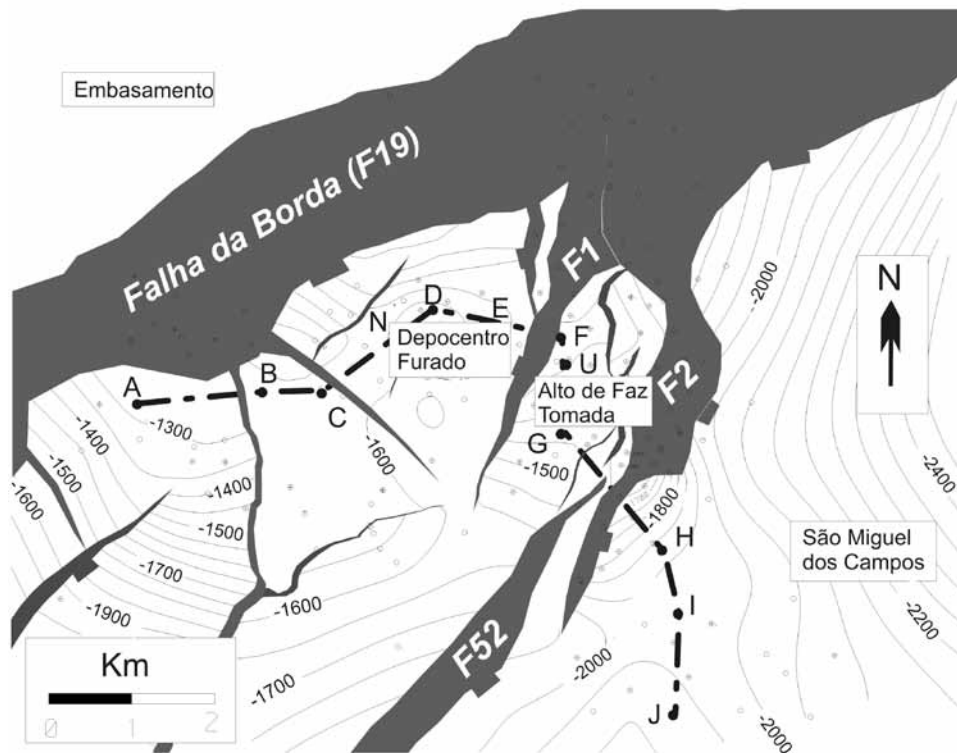 Embasamento
Falha da Borda (F19)
F1
-2000
N
D
E
N
F
Depocentro
Furado
U
F2
A
B
C
Alto de Faz
Tomada
-1300
-1400
-1600
G
-1500
-1500
-1400
-2400
-1600
-1500
-1800
H
São Miguel
dos Campos
-1700
-1900
-1600
I
-2200
Km
F52
-2000
-1700
J
-2000
0 1 2